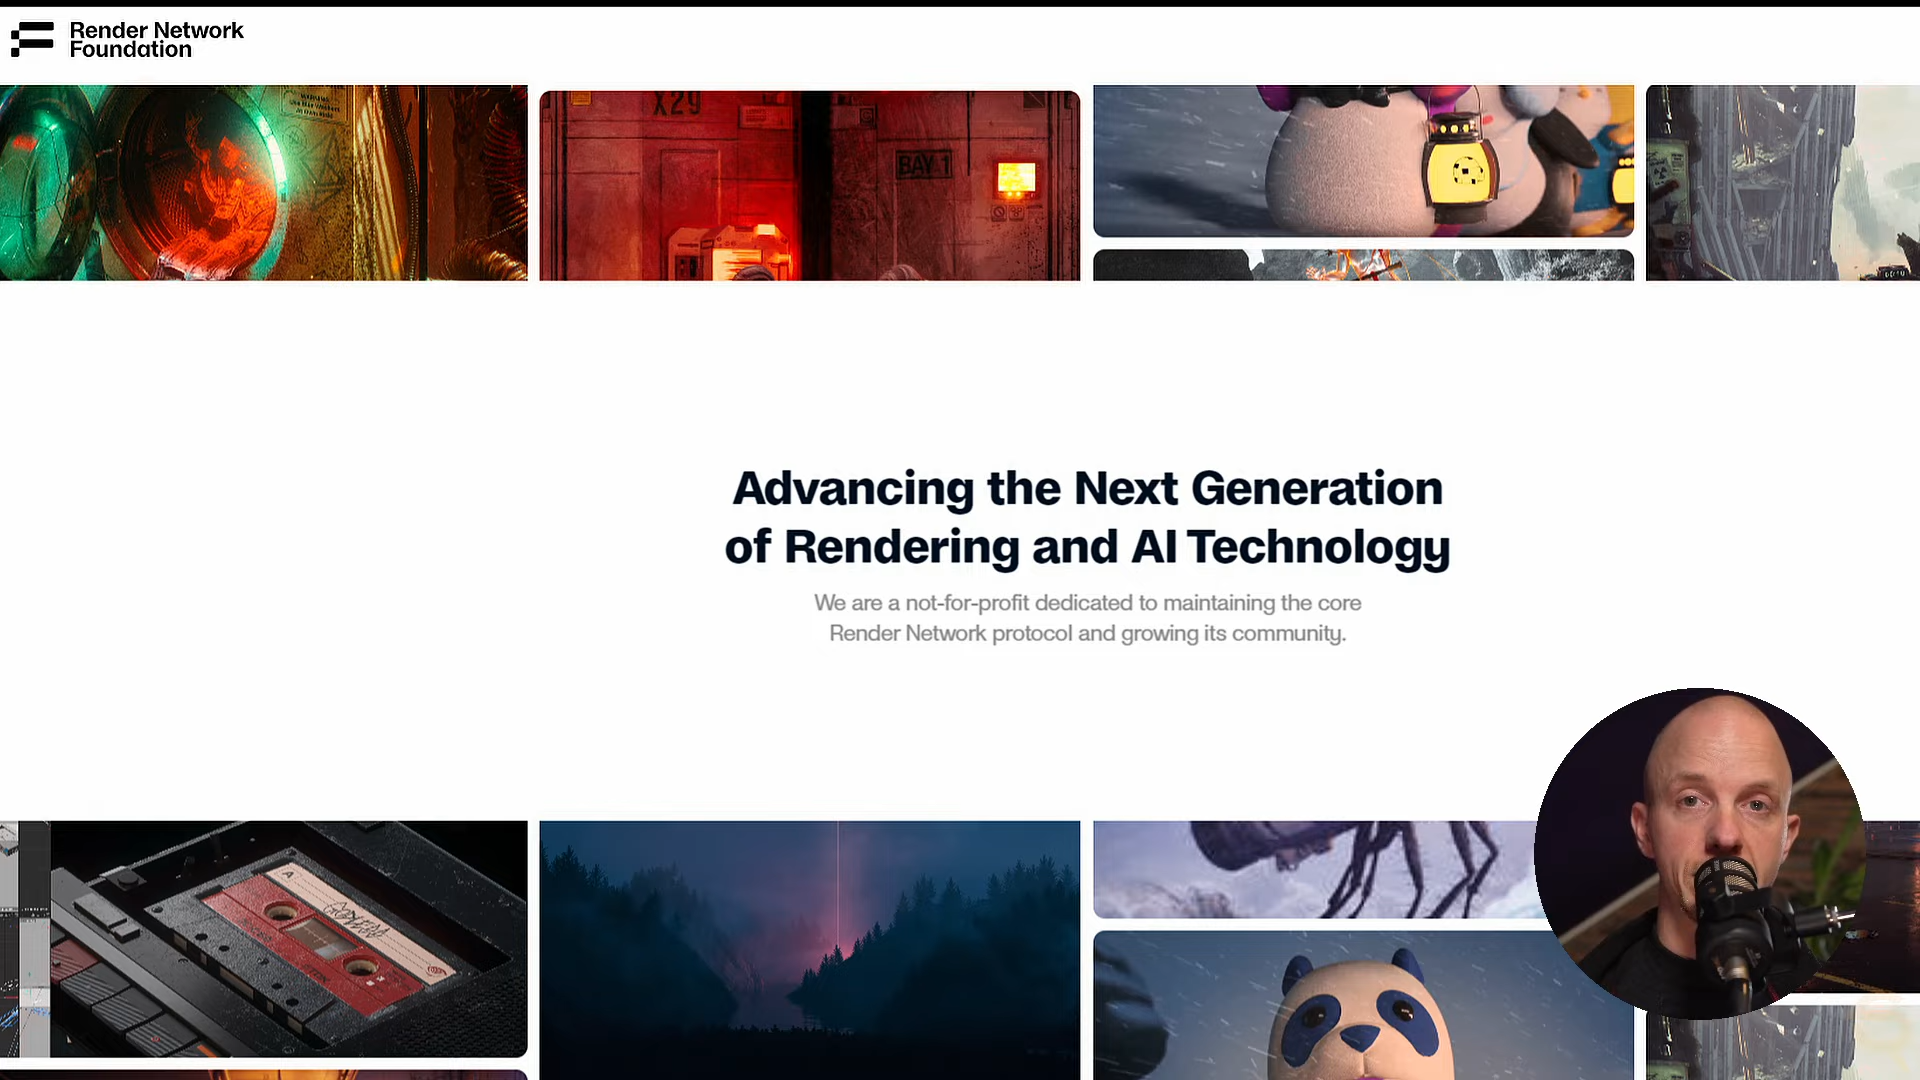 Render Network
Foundation
X29
BAY 1
Advancing the Next Generation
of Rendering and AI Technology
We are a not-for-profit dedicated to maintaining the core
Render Network protocol and growing its community.
A